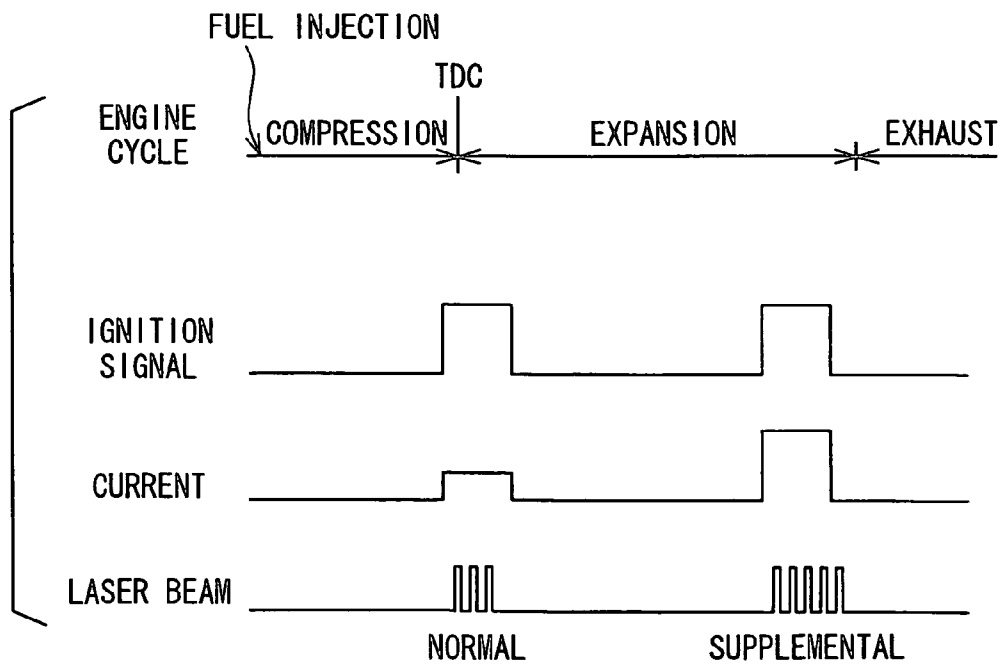 FUEL INJECTION
TDC
ENGINE
CYCLE
COMPRESSION
EXPANSION
EXHAUST
IGNITION
SIGNAL
CURRENT
LASER BEAM
NORMAL
SUPPLEMENTAL